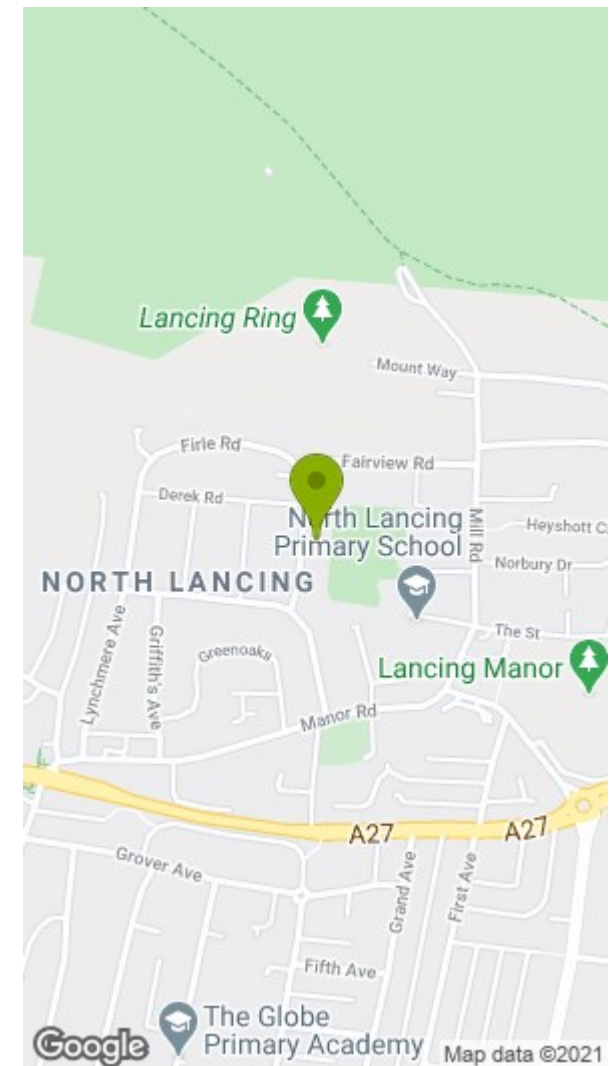 Lancing Ring
Mount Way
Firle Rd
Fairview Rd
Derek Rd
North Lancing
Primary School
Mill Rd
Heyshott C
Norbury Dr
NORTH LANCING
The St
Lynchmere Ave
Griffith's Ave
Greenoaks
Lancing Manor
Manor Rd
A27
A27
Grover Ave
Grand Ave
First Ave
Fifth Ave
The Globe
Primary Academy
Google
Map data ©2021